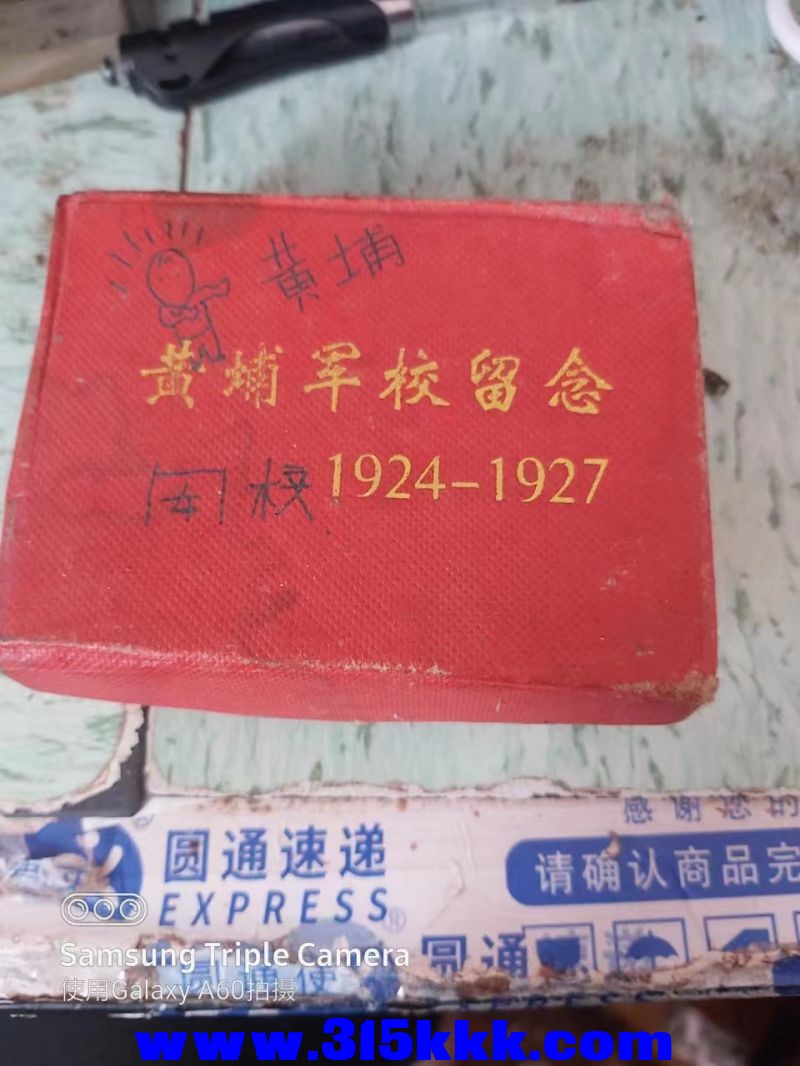 黄埔
黄埔军校留念
校 1924-1927
感谢您的
圆通速递
EXPRESS®
请确认商品完
圆通
Samsung Triple Camera
使用Galaxy A60拍摄
www.315kkk.com